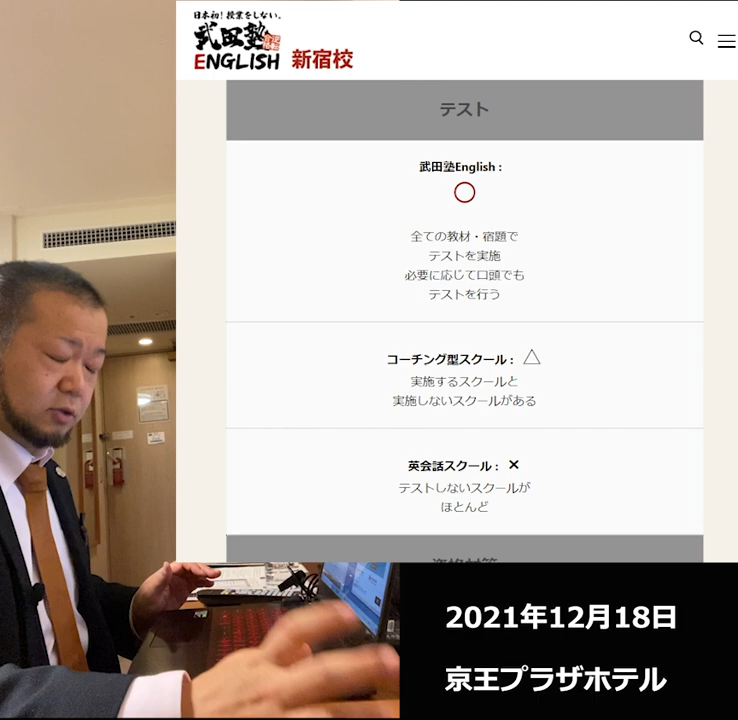 日本初！授業をしない。
武田塾
ENGLISH 新宿校
テスト
武田塾English：
○
全ての教材・宿題で
テストを実施
必要に応じて口頭でも
テストを行う
コーチング型スクール： △
実施するスクールと
実施しないスクールがある
英会話スクール： ×
テストしないスクールが
ほとんど
2021年12月18日
京王プラザホテル